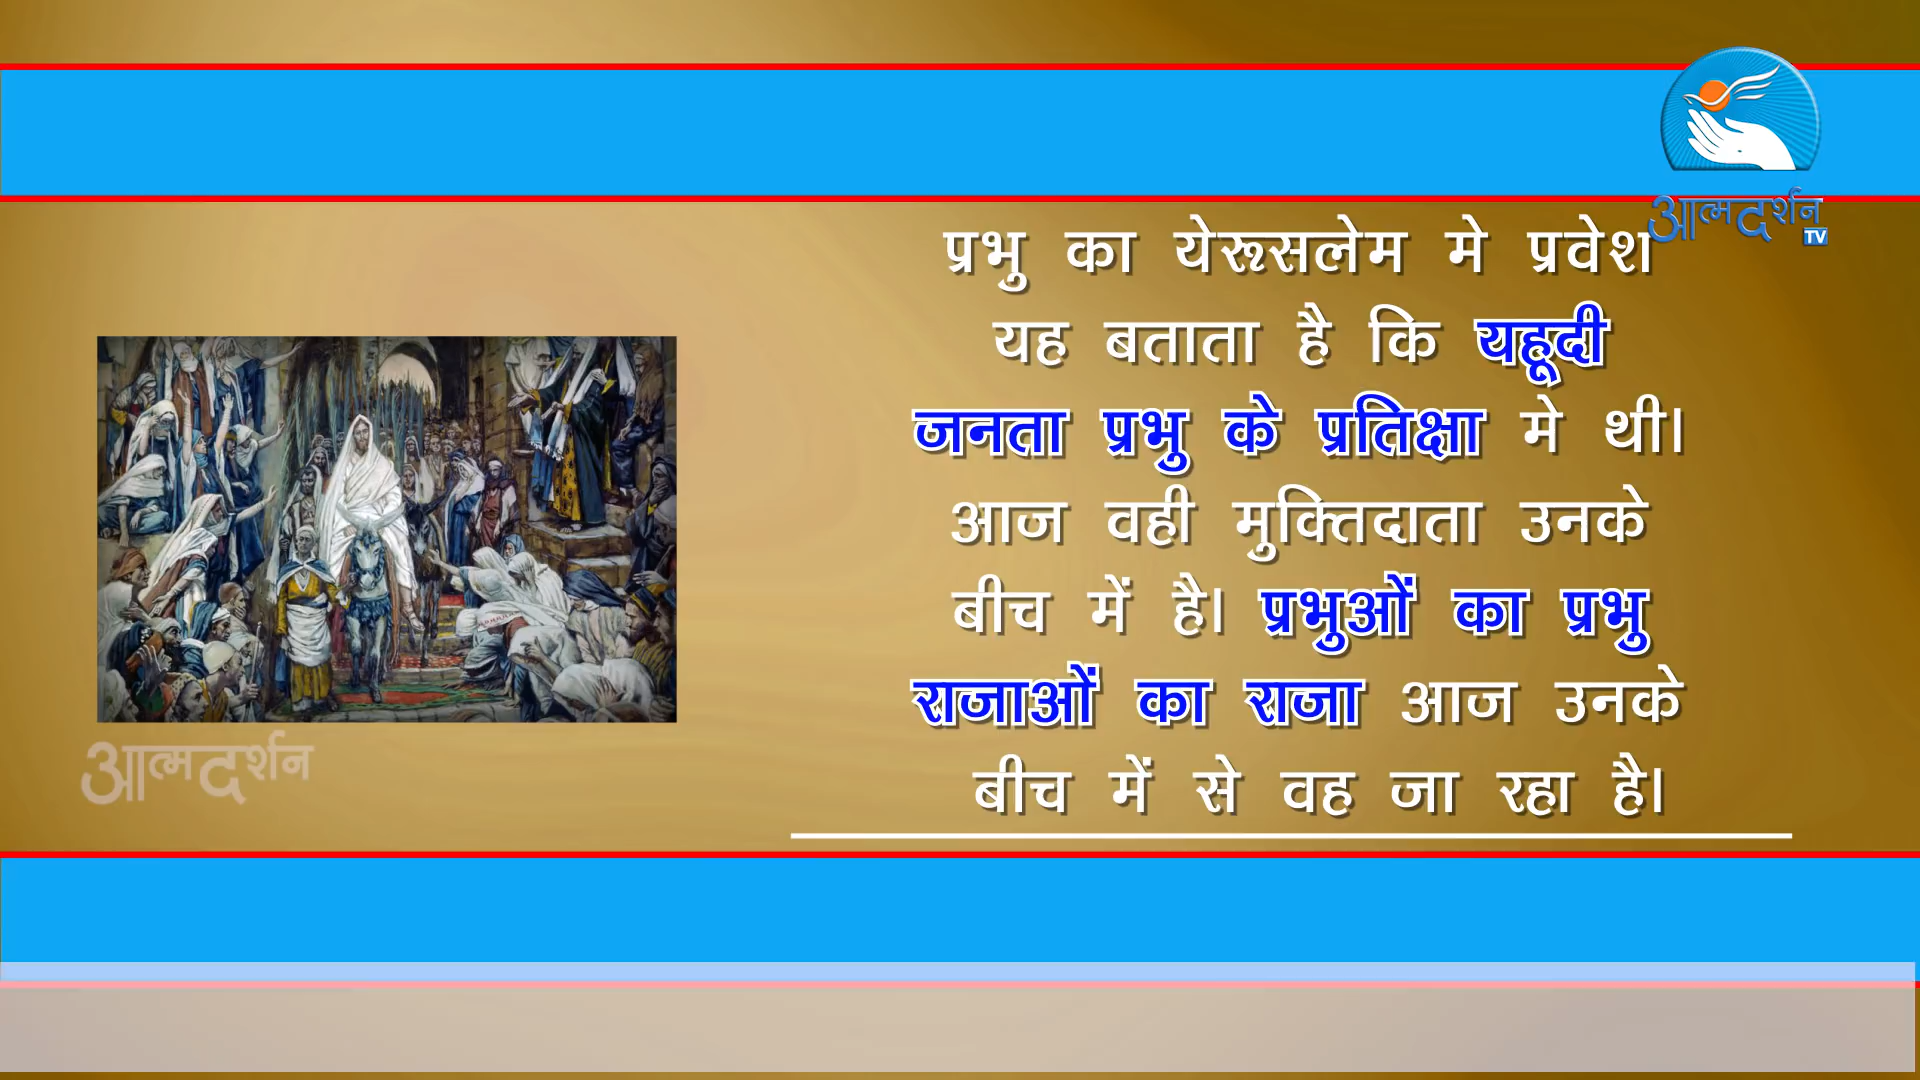 आत्मदर्शन
TV
प्रभु का येरूसलेम मे प्रवेश
यह बताता है कि यहूदी
जनता प्रभु के प्रतिक्षा मे थी।
आज वही मुक्तिदाता उनके
बीच में है। प्रभुओं का प्रभु
राजाओं का राजा आज उनके
बीच में से वह जा रहा है।
आत्मदर्शन